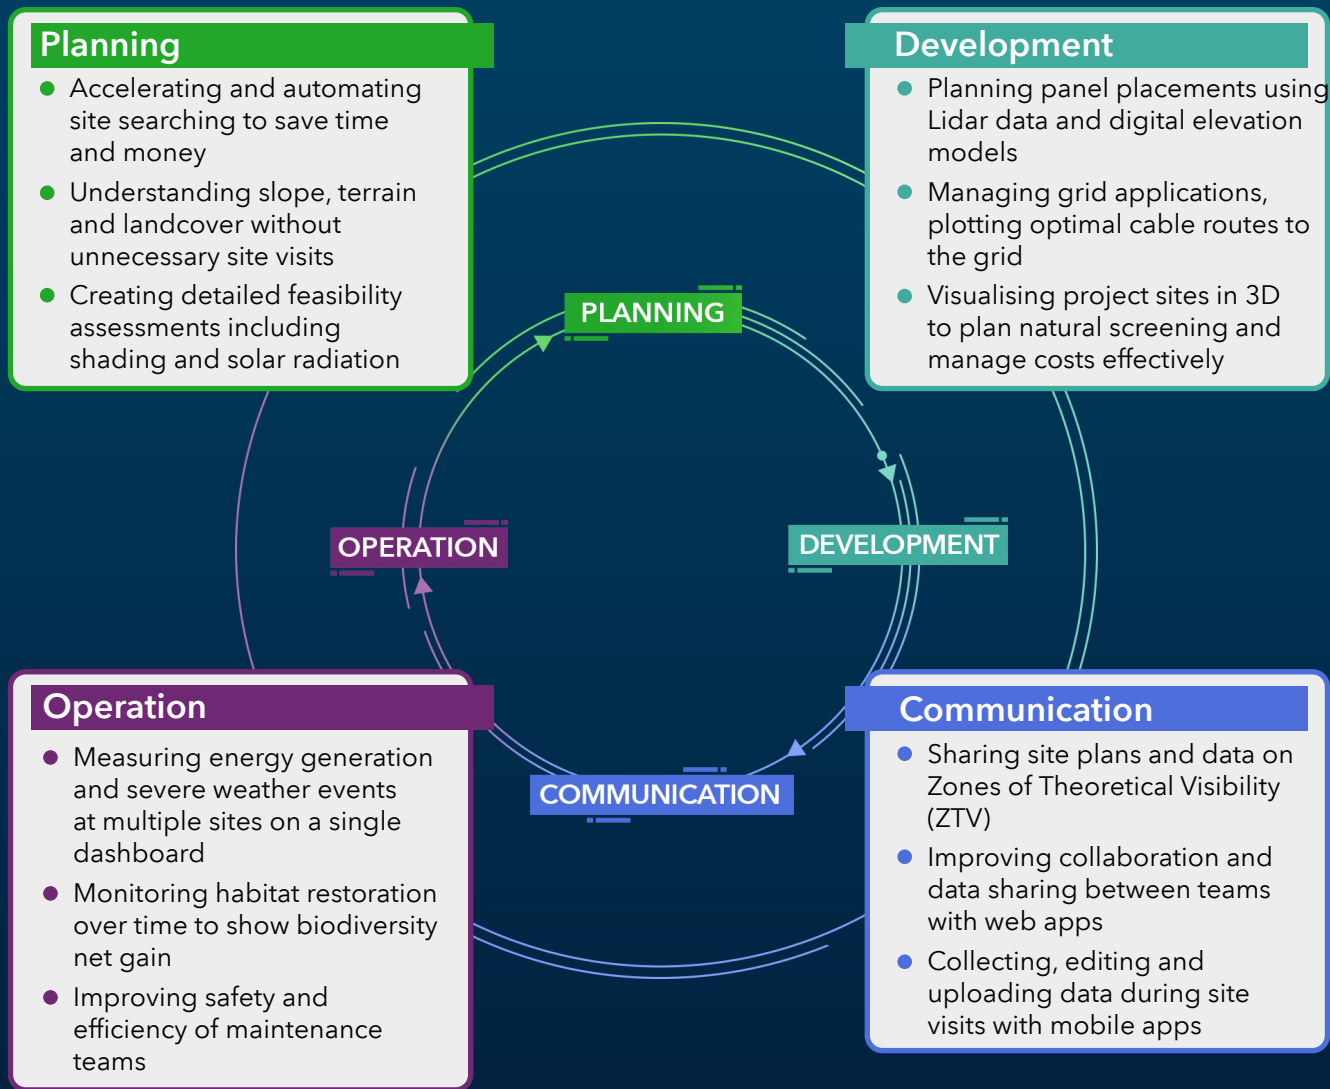 Planning
Accelerating and automating
site searching to save time
and money
Understanding slope, terrain
and landcover without
unnecessary site visits
Creating detailed feasibility
assessments including
shading and solar radiation
Development
Planning panel placements using
Lidar data and digital elevation
models
Managing grid applications,
plotting optimal cable routes to
the grid
Visualising project sites in 3D
to plan natural screening and
manage costs effectively
PLANNING
OPERATION
DEVELOPMENT
COMMUNICATION
Operation
Measuring energy generation
and severe weather events
at multiple sites on a single
dashboard
Monitoring habitat restoration
over time to show biodiversity
net gain
Improving safety and
efficiency of maintenance
teams
Communication
Sharing site plans and data on
Zones of Theoretical Visibility
(ZTV)
Improving collaboration and
data sharing between teams
with web apps
Collecting, editing and
uploading data during site
visits with mobile apps